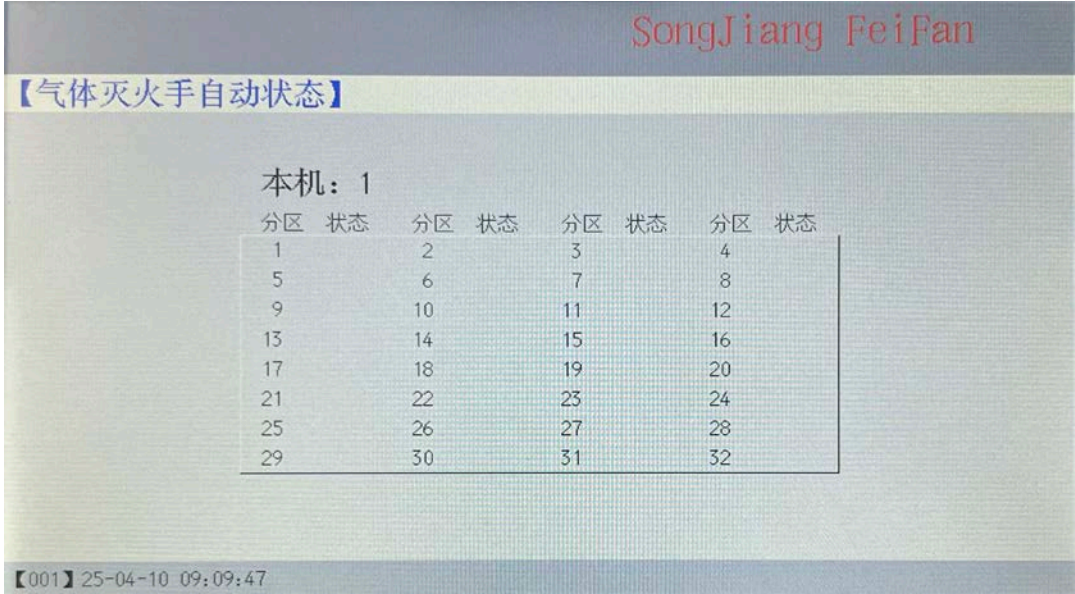 SongJiang FeiFan
【气体灭火手自动状态】
本机：1
分区 状态 分区 状态 分区 状态 分区 状态
1 2 3 4
5 6 7 8
9 10 11 12
13 14 15 16
17 18 19 20
21 22 23 24
25 26 27 28
29 30 31 32
【001】25-04-10 09:09:47